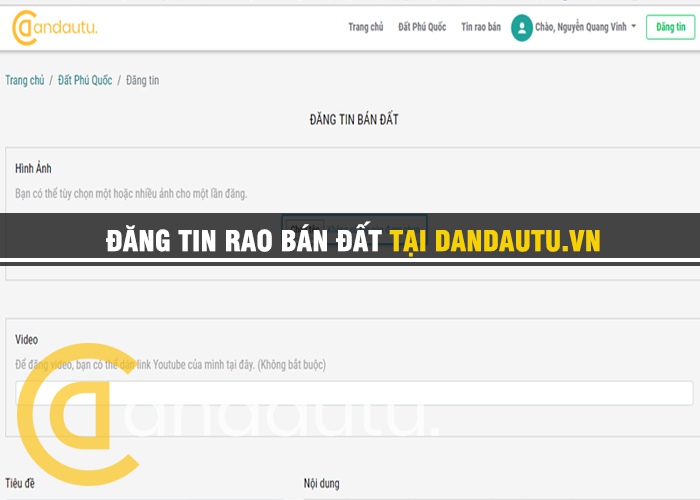 andautu.
Trang chủ Đất Phú Quốc Tin rao bán Chào, Nguyễn Quang Vinh Đăng tin
Trang chủ / Đất Phú Quốc / Đăng tin
ĐĂNG TIN BÁN ĐẤT
Hình Ảnh
Bạn có thể tùy chọn một hoặc nhiều ảnh cho một lần đăng.
ĐĂNG TIN RAO BÁN ĐẤT TẠI DANDAUTU.VN
Video
Để đăng video, bạn có thể dán link Youtube của mình tại đây. (Không bắt buộc)
andautu.
Tiêu đề Nội dung